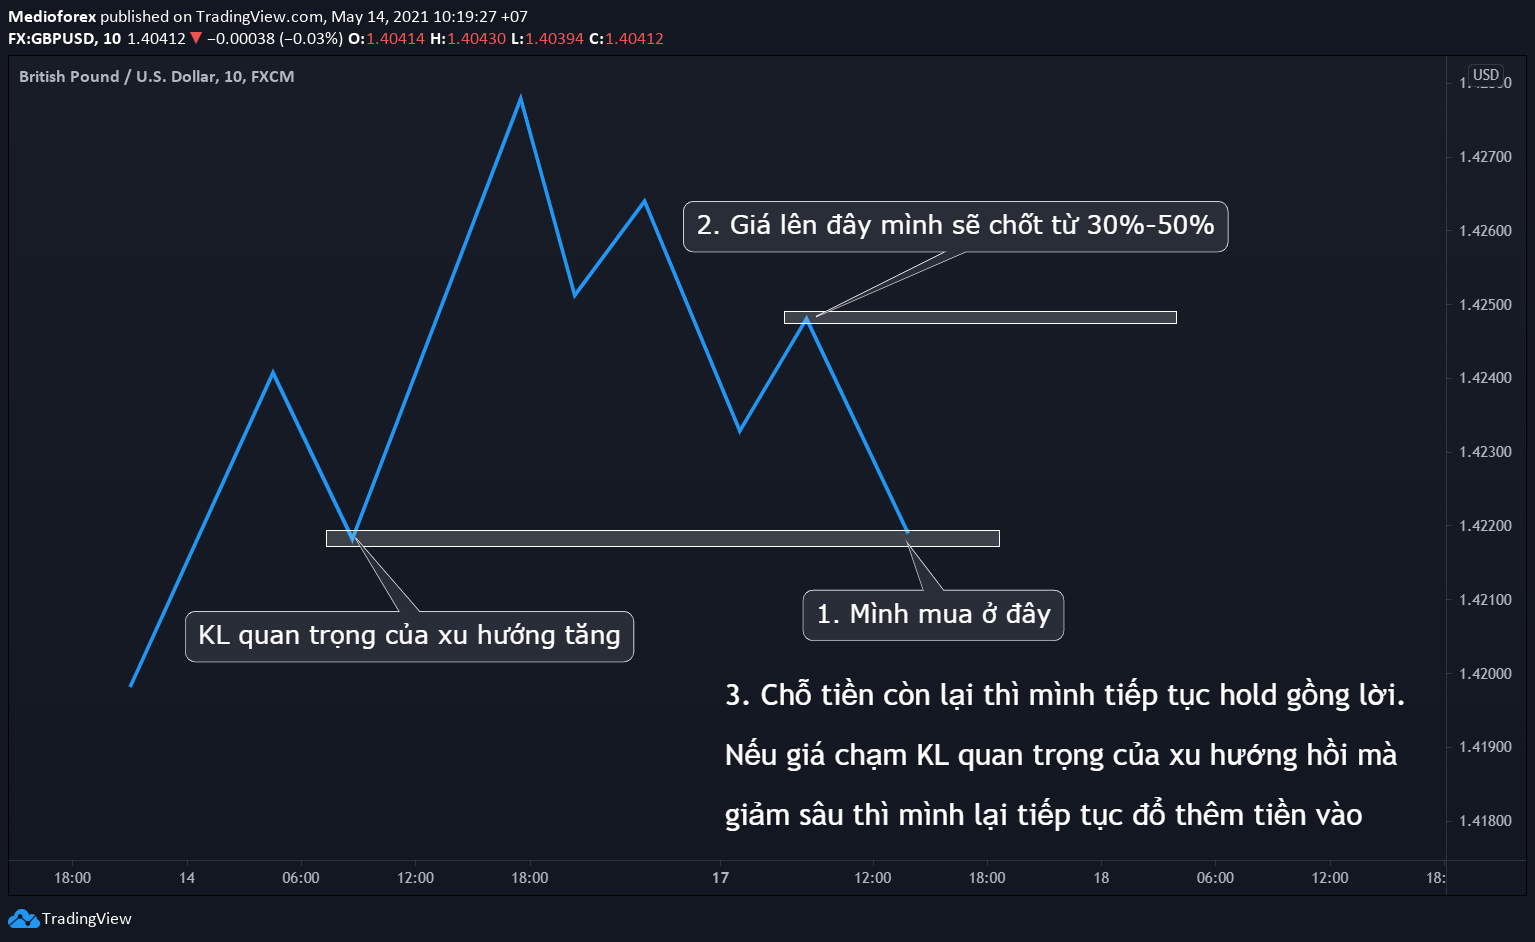 Medioforex published on TradingView.com, May 14, 2021 10:19:27 +07
FX:GBPUSD, 10 1.40412 ▼ −0.00038 (−0.03%) O:1.40414 H:1.40430 L:1.40394 C:1.40412
British Pound / U.S. Dollar, 10, FXCM
USD
1.42700
2. Giá lên đây mình sẽ chốt từ 30%-50%
1.42600
1.42500
1.42400
1.42300
1.42200
1. Mình mua ở đây
1.42100
KL quan trọng của xu hướng tăng
1.42000
3. Chỗ tiền còn lại thì mình tiếp tục hold gồng lời.
Nếu giá chạm KL quan trọng của xu hướng hồi mà
1.41900
giảm sâu thì mình lại tiếp tục đổ thêm tiền vào
1.41800
18:00 14 06:00 12:00 18:00 17 12:00 18:00 18 06:00 12:00 18:
TradingView